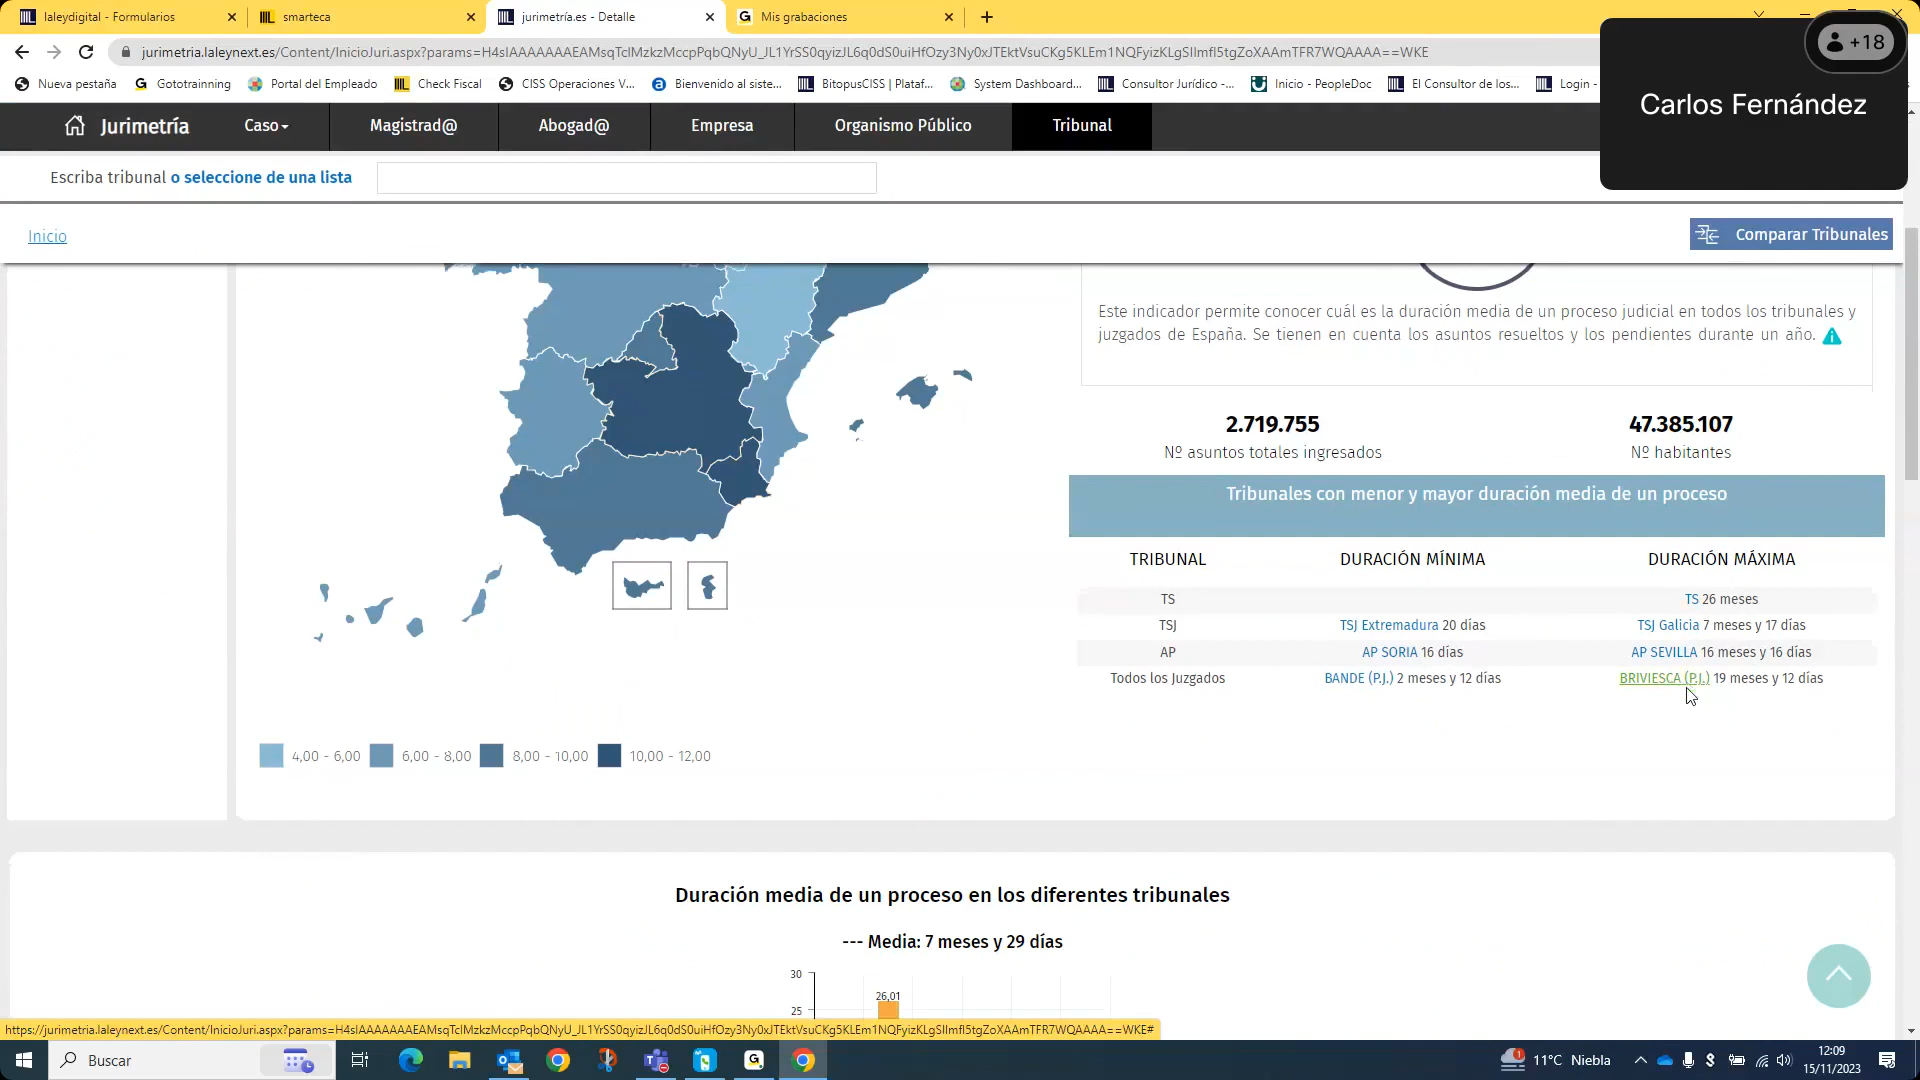 laleydigital - Formularios
smarteca
jurimetría.es - Detalle
Mis grabaciones
jurimetria.laleynext.es/Content/InicioJuri.aspx?params=H4sIAAAAAAAEAMsqTclMzkzMccpPqbQNyU_JL1YrSS0qyizJL6q0dS0uiHfOzy3Ny0xJTEktVsuCKg5KLEm1NQFyizKLgSIlmfl5tgZoXAAmTFR7WQAAAA==WKE
+18
Carlos Fernández
Nueva pestaña
Gototrainning
Portal del Empleado
Check Fiscal
CISS Operaciones V...
Bienvenido al siste...
BitopusCISS | Plataf...
System Dashboard...
Consultor Jurídico -...
Inicio - PeopleDoc
El Consultor de los...
Login -
Jurimetría
Caso
Magistrad@
Abogad@
Empresa
Organismo Público
Tribunal
Escriba tribunal o seleccione de una lista
Inicio
Comparar Tribunales
Este indicador permite conocer cuál es la duración media de un proceso judicial en todos los tribunales y
juzgados de España. Se tienen en cuenta los asuntos resueltos y los pendientes durante un año.
2.719.755
47.385.107
Nº asuntos totales ingresados
Nº habitantes
Tribunales con menor y mayor duración media de un proceso
TRIBUNAL DURACIÓN MÍNIMA DURACIÓN MÁXIMA
TS TS 26 meses
TSJ TSJ Extremadura 20 días TSJ Galicia 7 meses y 17 días
AP AP SORIA 16 días AP SEVILLA 16 meses y 16 días
Todos los Juzgados BANDE (P.J.) 2 meses y 12 días BRIVIESCA (P.J.) 19 meses y 12 días
4,00 - 6,00 6,00 - 8,00 8,00 - 10,00 10,00 - 12,00
Duración media de un proceso en los diferentes tribunales
--- Media: 7 meses y 29 días
30
26,01
25
https://jurimetria.laleynext.es/Content/InicioJuri.aspx?params=H4sIAAAAAAAEAMsqTclMzkzMccpPqbQNyU_JL1YrSS0qyizJL6q0dS0uiHfOzy3Ny0xJTEktVsuCKg5KLEm1NQFyizKLgSIlmfl5tgZoXAAmTFR7WQAAAA==WKE#
Buscar
11°C Niebla
12:09
15/11/2023